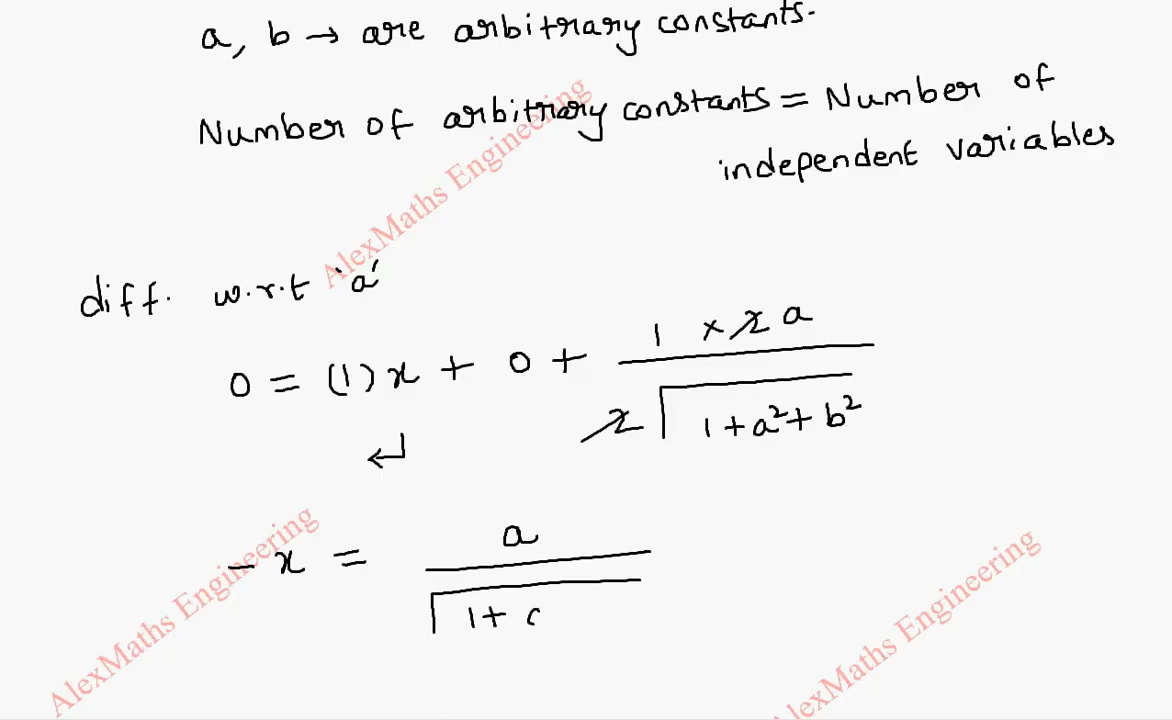 a, b → are arbitrary constants.
Number of arbitrary constants = Number of
independent variables
AlexMaths Engineering
diff. w.r.t 'a'
0 = (1)x + 0 + 1 × 2a / 2√(1+a²+b²)
↵
-x = a / √(1+
AlexMaths Engineering
AlexMaths Engineering